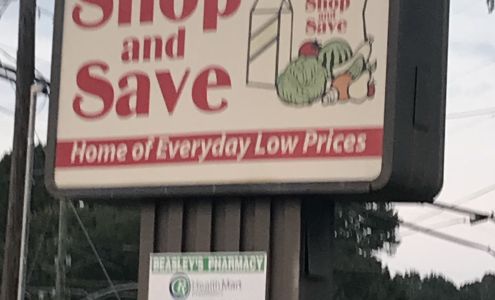 Shop
and
Save
Shop
and
Save
Home of Everyday Low Prices
BEASLEY'S PHARMACY
Health Mart